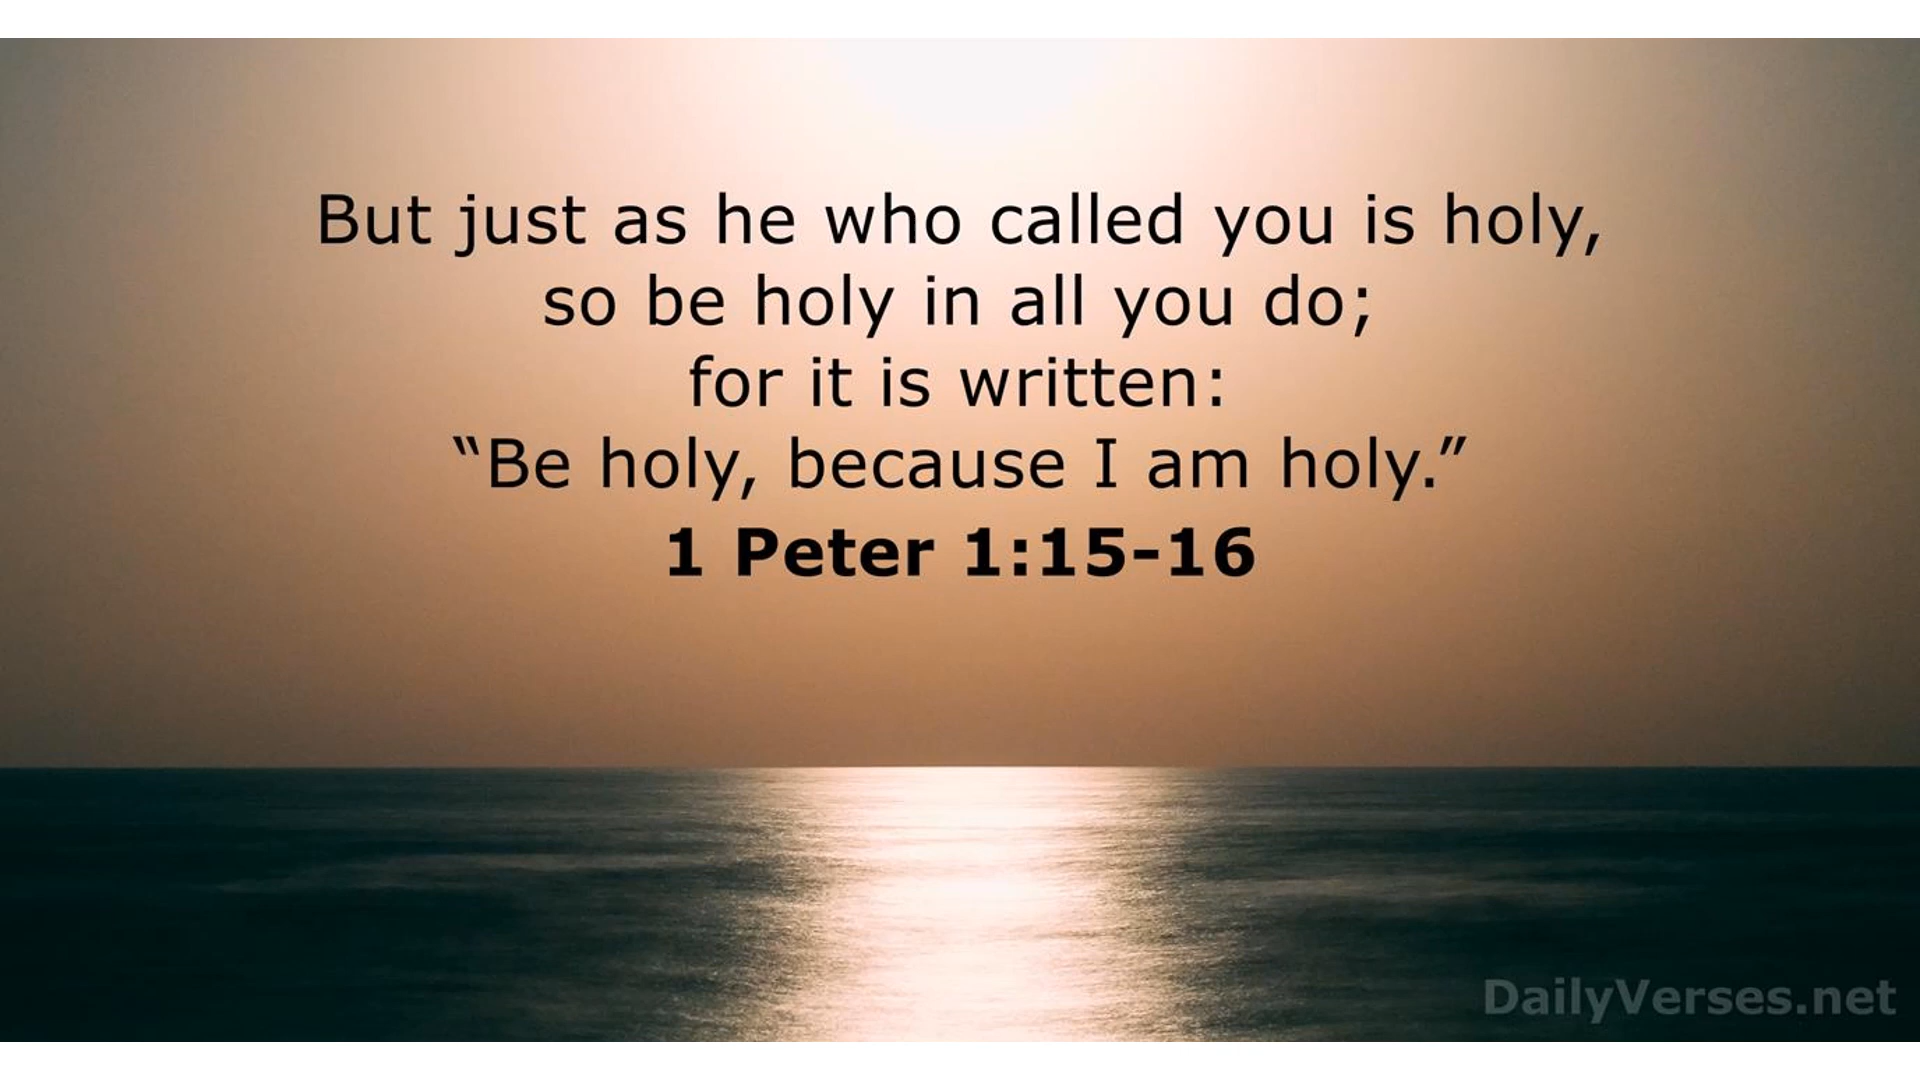 But just as he who called you is holy,
so be holy in all you do;
for it is written:
“Be holy, because I am holy.”
1 Peter 1:15-16
DailyVerses.net